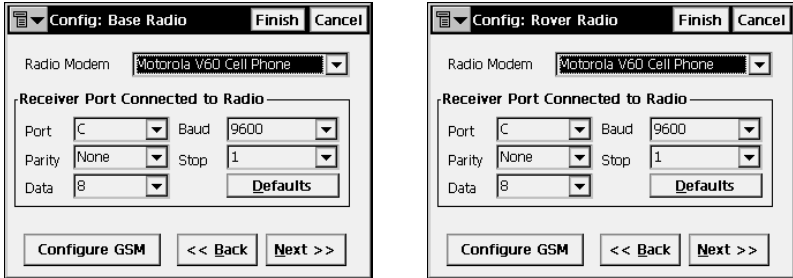 Config: Base Radio Finish Cancel
Radio Modem Motorola V60 Cell Phone
Receiver Port Connected to Radio
Port C Baud 9600
Parity None Stop 1
Data 8 Defaults
Configure GSM << Back Next >>
Config: Rover Radio Finish Cancel
Radio Modem Motorola V60 Cell Phone
Receiver Port Connected to Radio
Port C Baud 9600
Parity None Stop 1
Data 8 Defaults
Configure GSM << Back Next >>